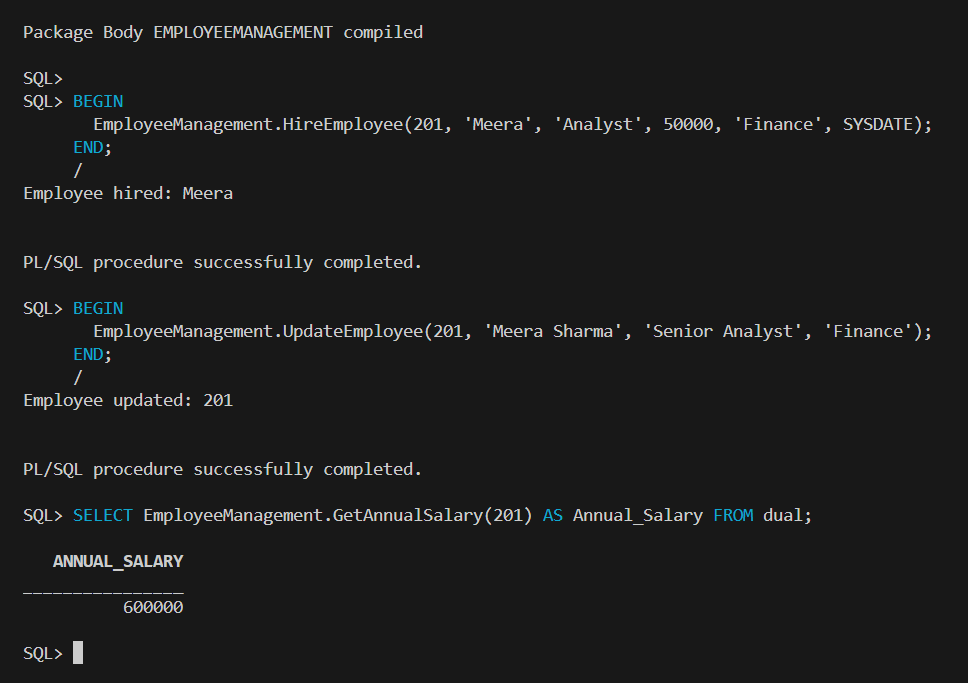 Package Body EMPLOYEEMANAGEMENT compiled
SQL>
SQL> BEGIN
EmployeeManagement.HireEmployee(201, 'Meera', 'Analyst', 50000, 'Finance', SYSDATE);
END;
/
Employee hired: Meera
PL/SQL procedure successfully completed.
SQL> BEGIN
EmployeeManagement.UpdateEmployee(201, 'Meera Sharma', 'Senior Analyst', 'Finance');
END;
/
Employee updated: 201
PL/SQL procedure successfully completed.
SQL> SELECT EmployeeManagement.GetAnnualSalary(201) AS Annual_Salary FROM dual;
ANNUAL_SALARY
________________
600000
SQL>